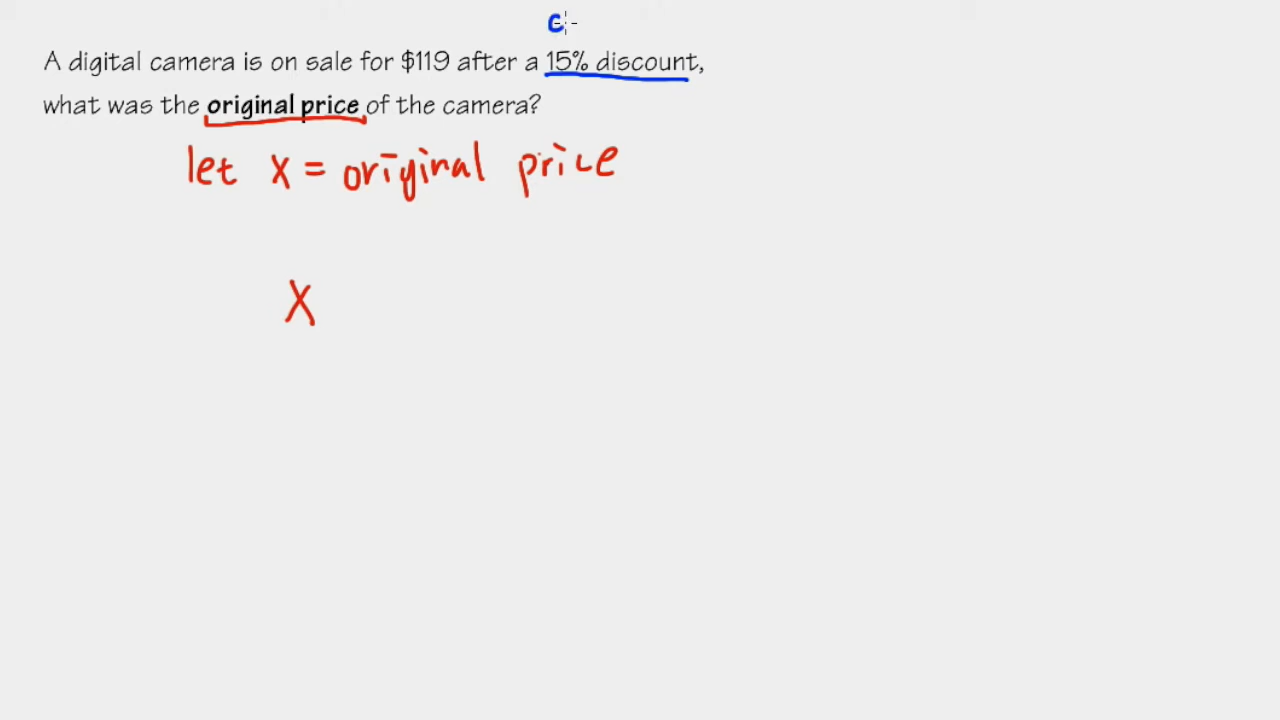 c
A digital camera is on sale for $119 after a 15% discount,
what was the original price of the camera?
let x = original price
X